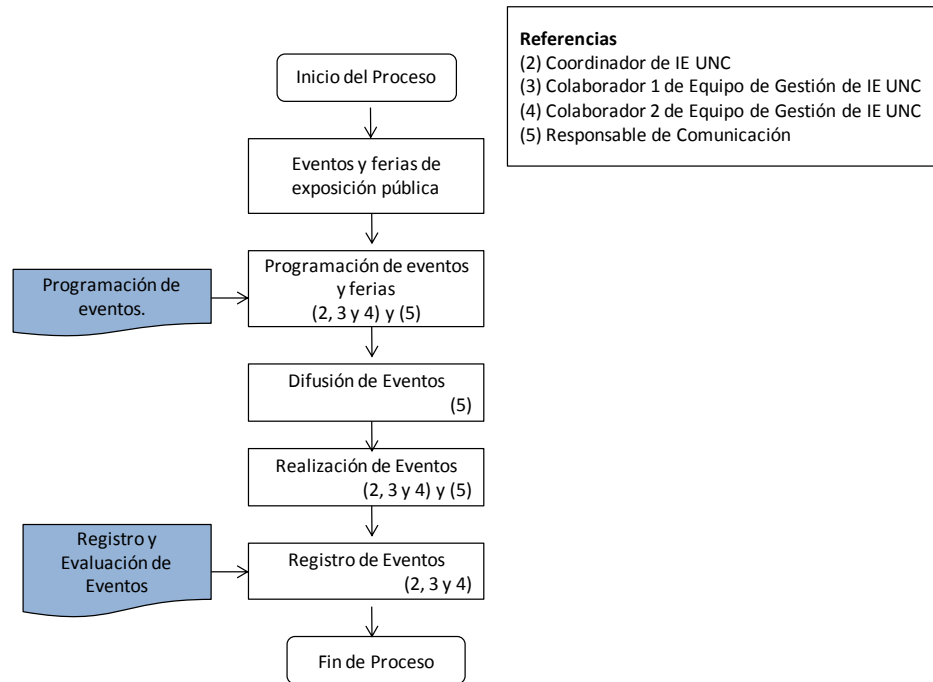 Inicio del Proceso
Referencias
(2) Coordinador de IE UNC
(3) Colaborador 1 de Equipo de Gestión de IE UNC
(4) Colaborador 2 de Equipo de Gestión de IE UNC
(5) Responsable de Comunicación
Eventos y ferias de
exposición pública
Programación de
eventos.
Programación de eventos
y ferias
(2, 3 y 4) y (5)
Difusión de Eventos
(5)
Realización de Eventos
(2, 3 y 4) y (5)
Registro y
Evaluación de
Eventos
Registro de Eventos
(2, 3 y 4)
Fin de Proceso